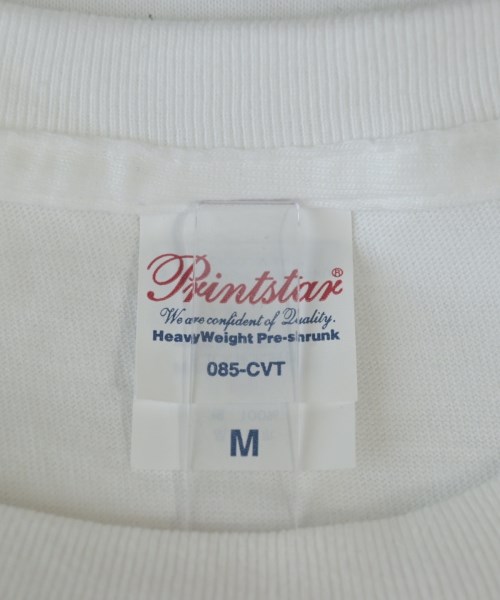 Printstar®
We are confident of Quality.
HeavyWeight Pre-shrunk
085-CVT
M